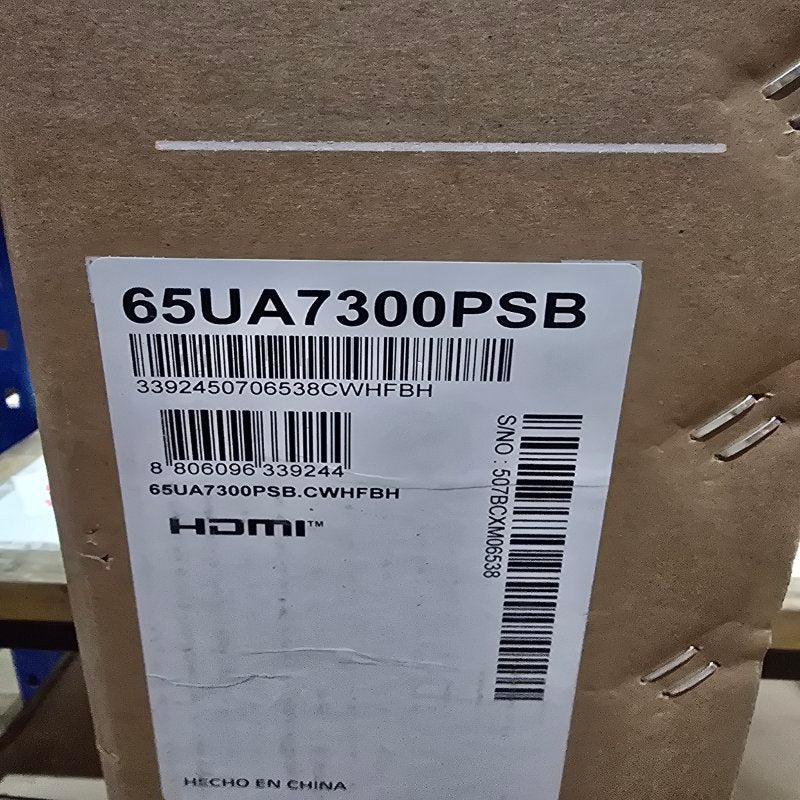 65UA7300PSB
3392450706538CWHFBH
8 806096 339244
65UA7300PSB.CWHFBH
S/NO : 507BCXM06538
HDMI™
HECHO EN CHINA